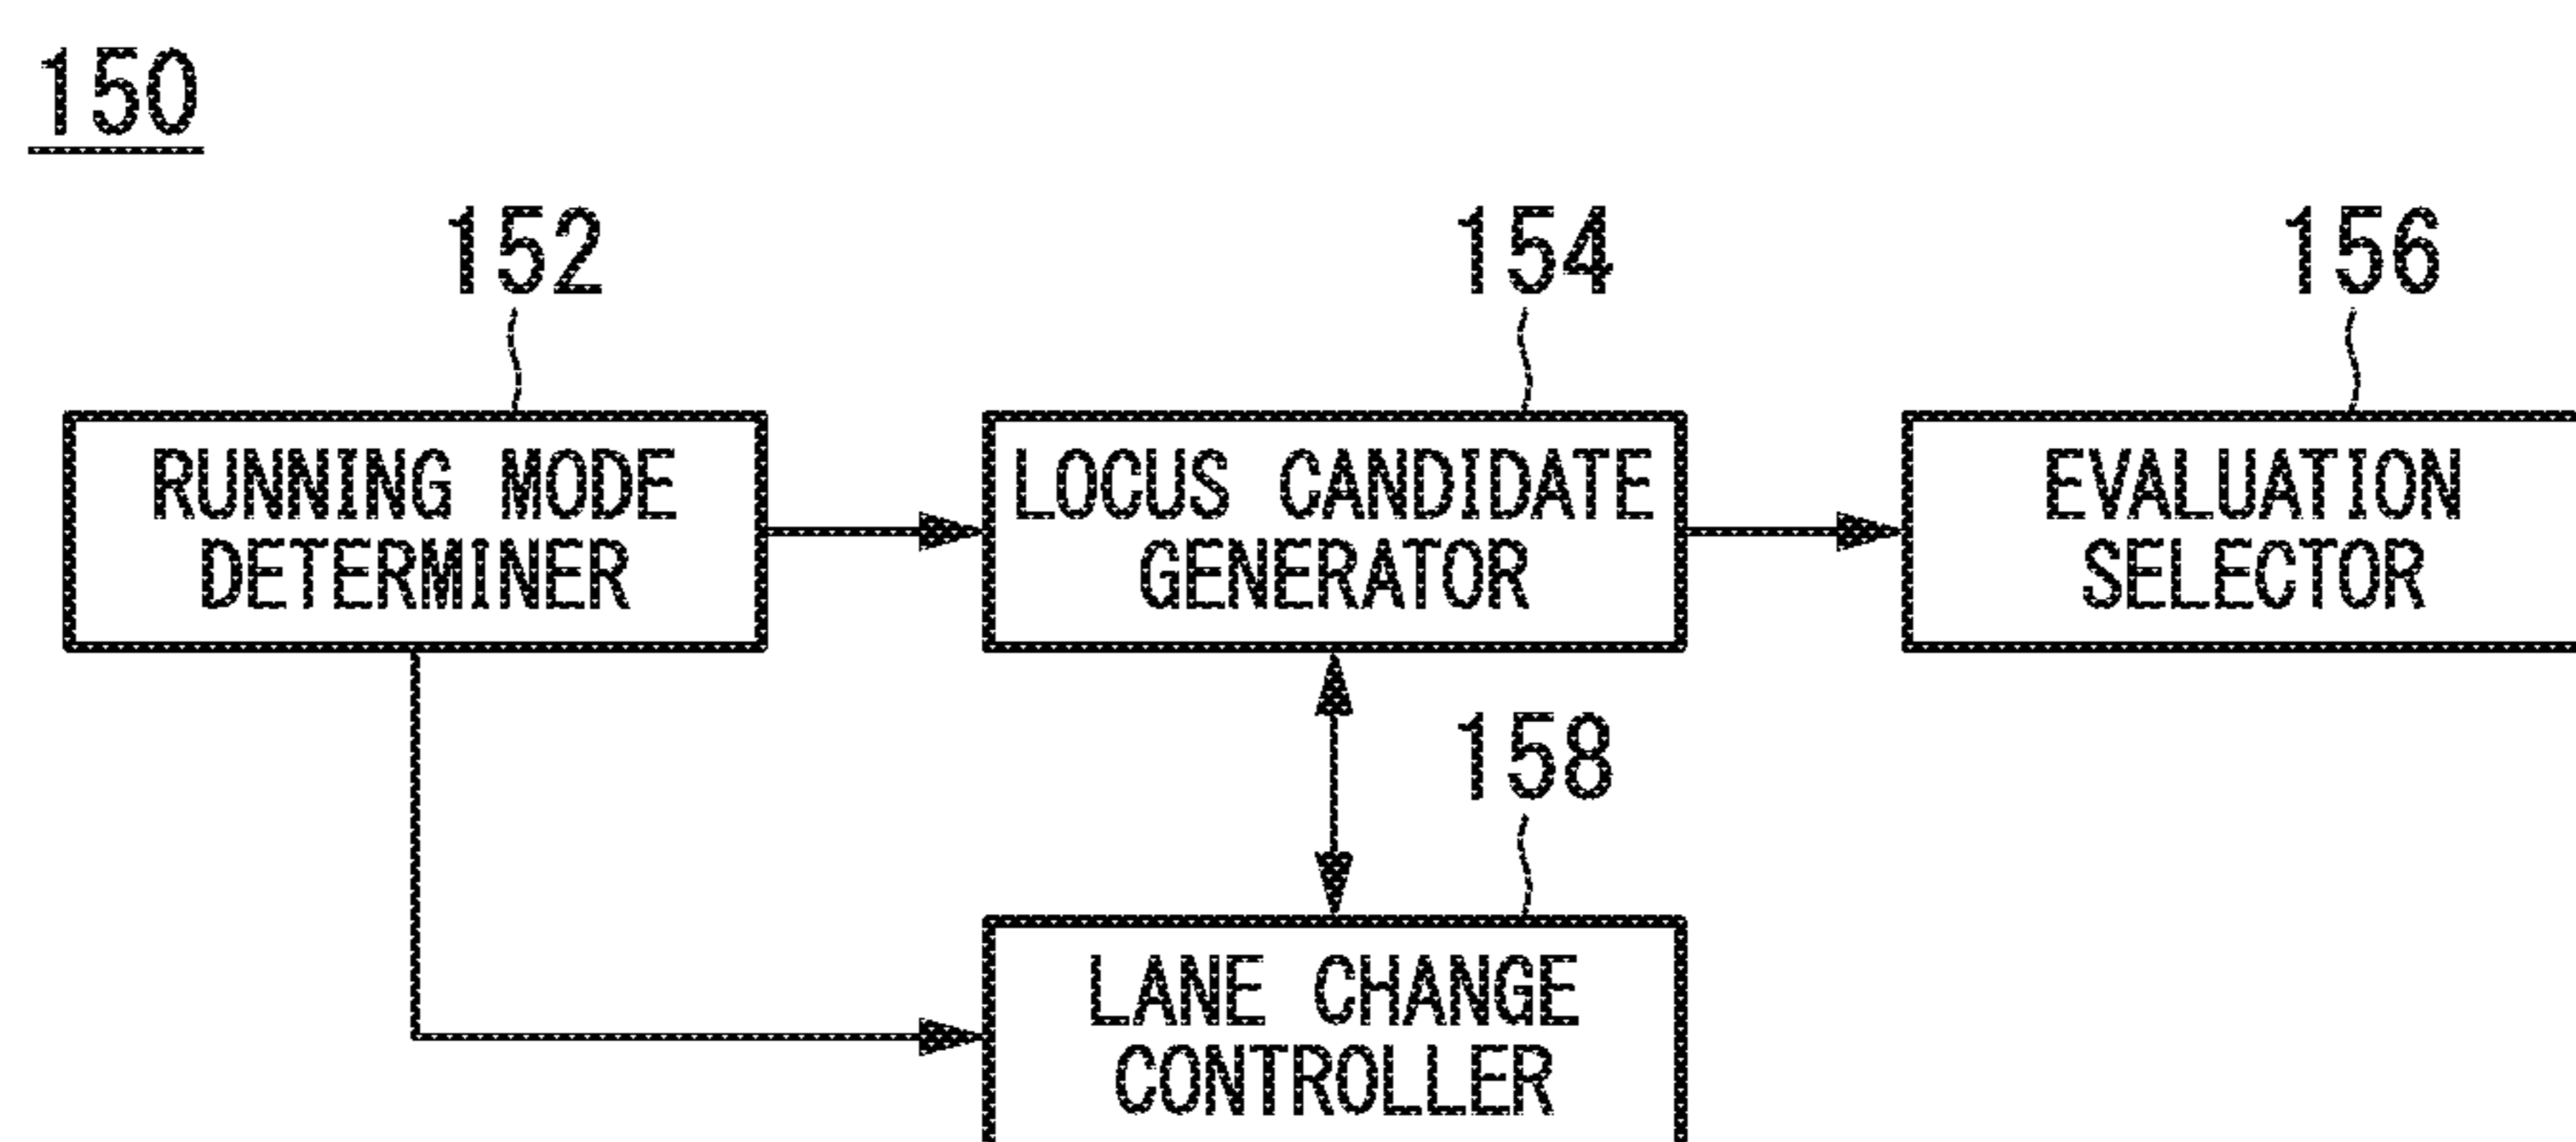 150
152
154
156
RUNNING MODE
DETERMINER
LOCUS CANDIDATE
GENERATOR
EVALUATION
SELECTOR
158
LANE CHANGE
CONTROLLER